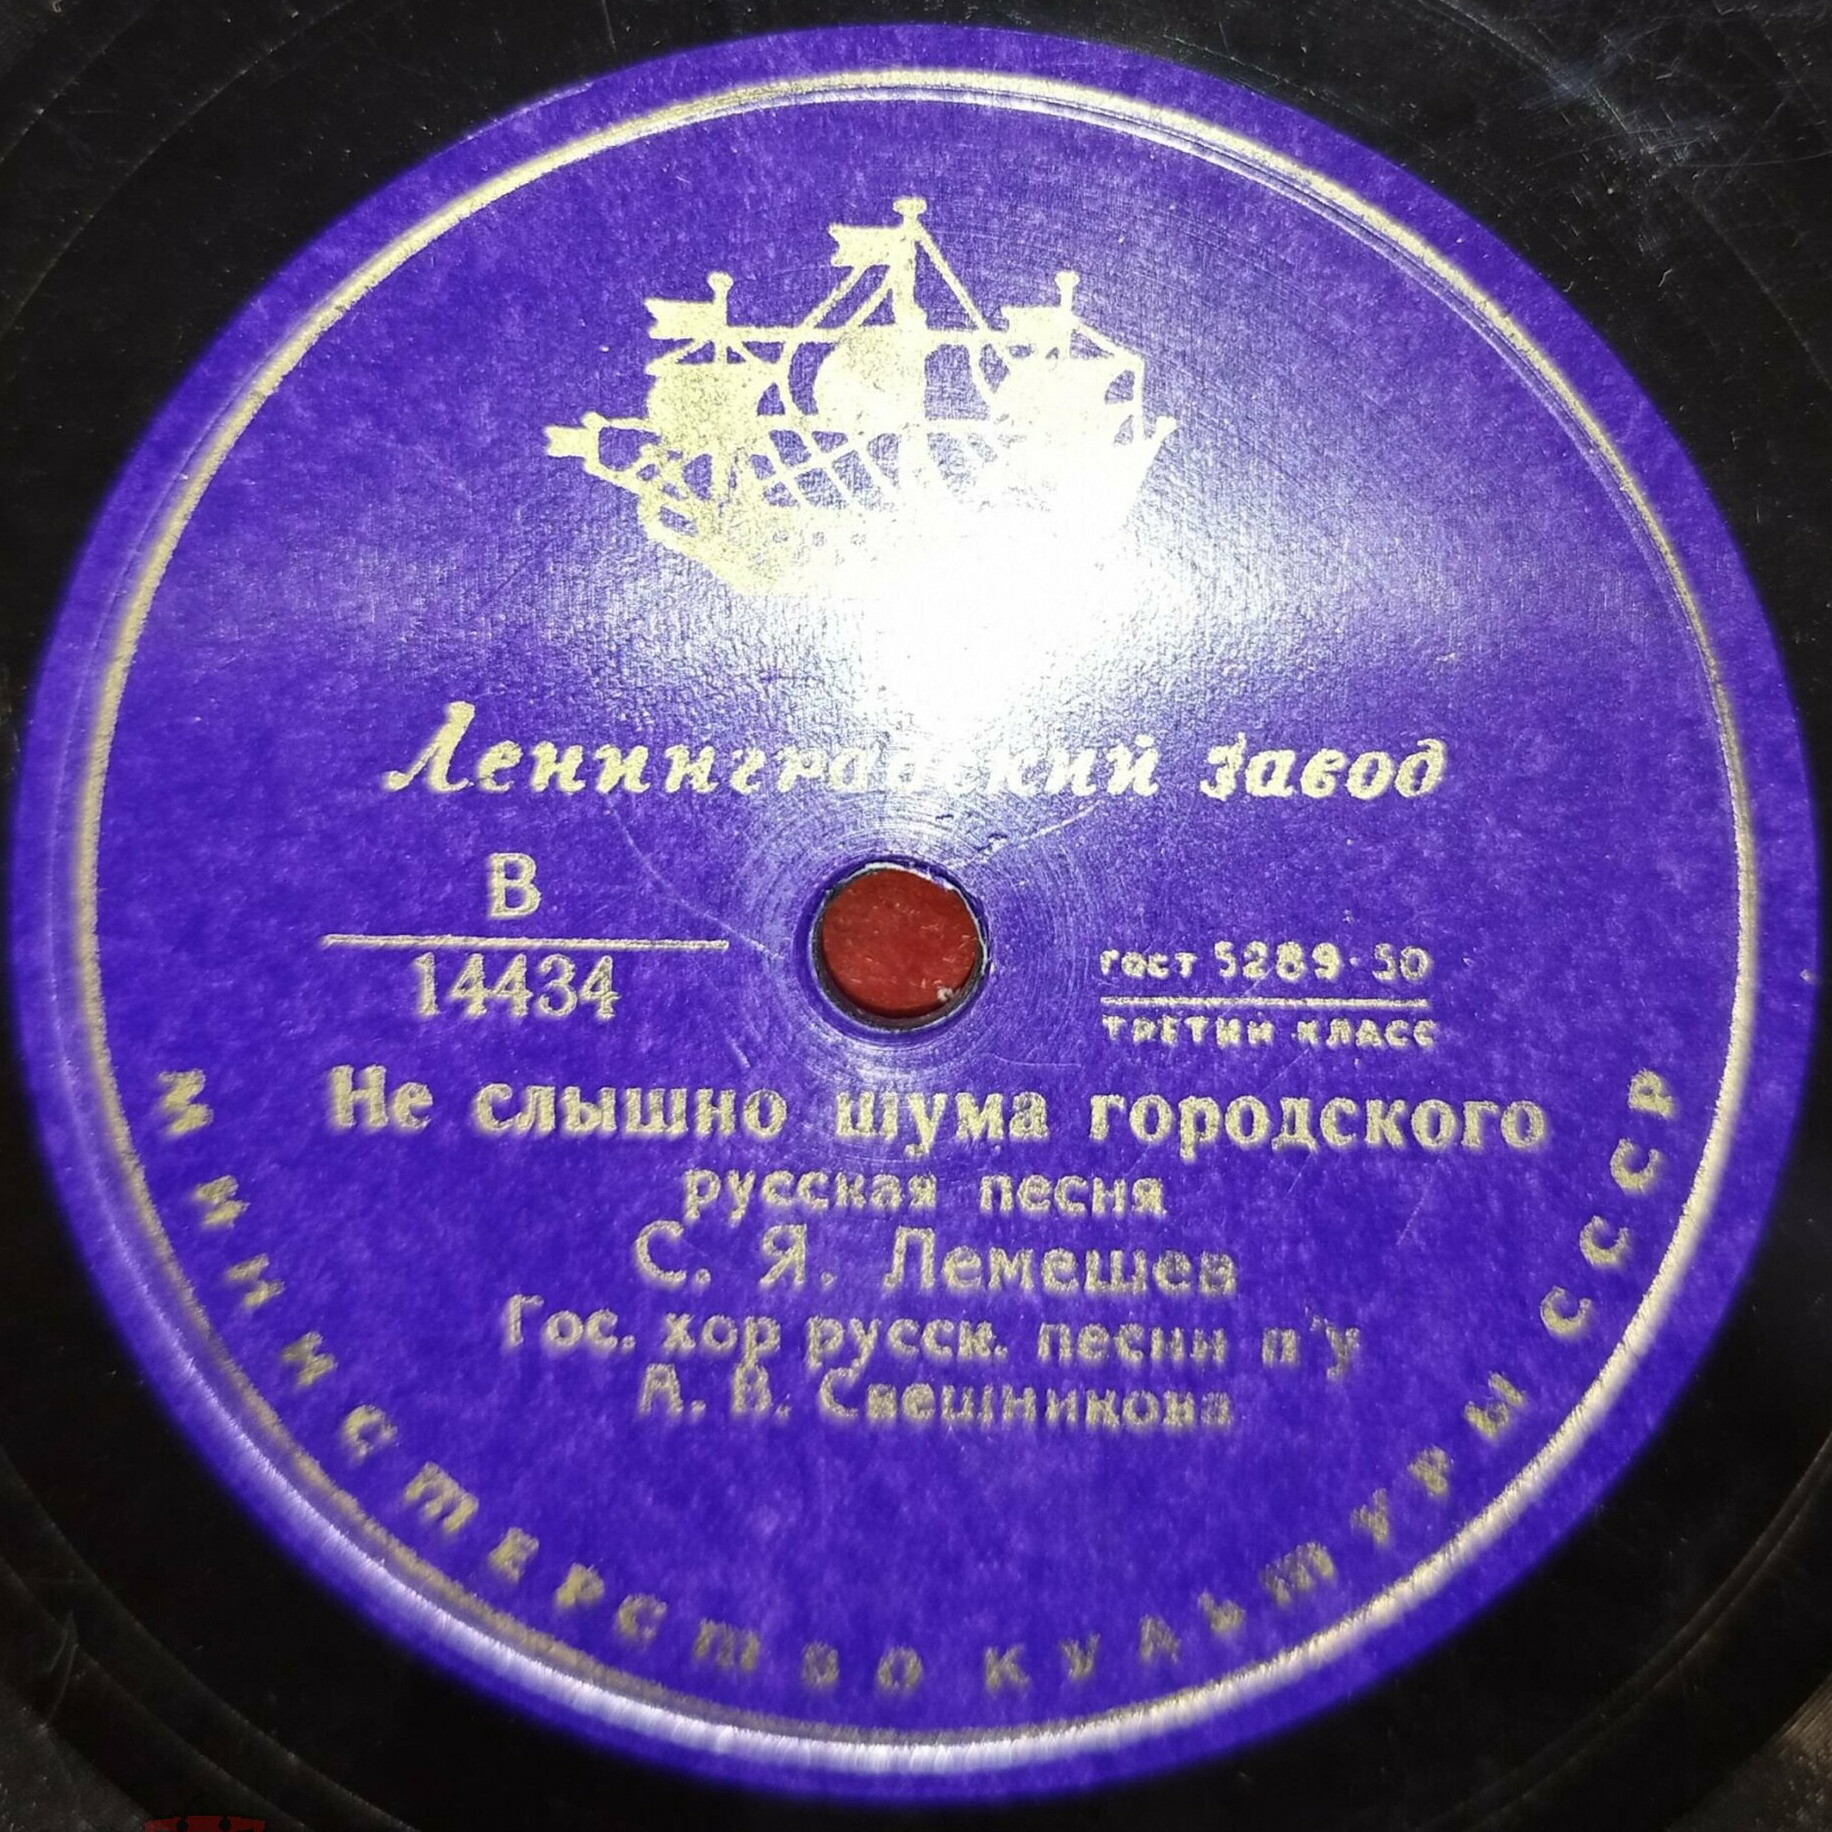 Ленинградский завод
В
14434
гост 5289-50
ТРЕТИЙ КЛАСС
Не слышно шума городского
русская песня
С. Я. Лемешев
Гос. хор русск. песни п/у
А. В. Свешникова
МИНИСТЕРСТВО КУЛЬТУРЫ СССР